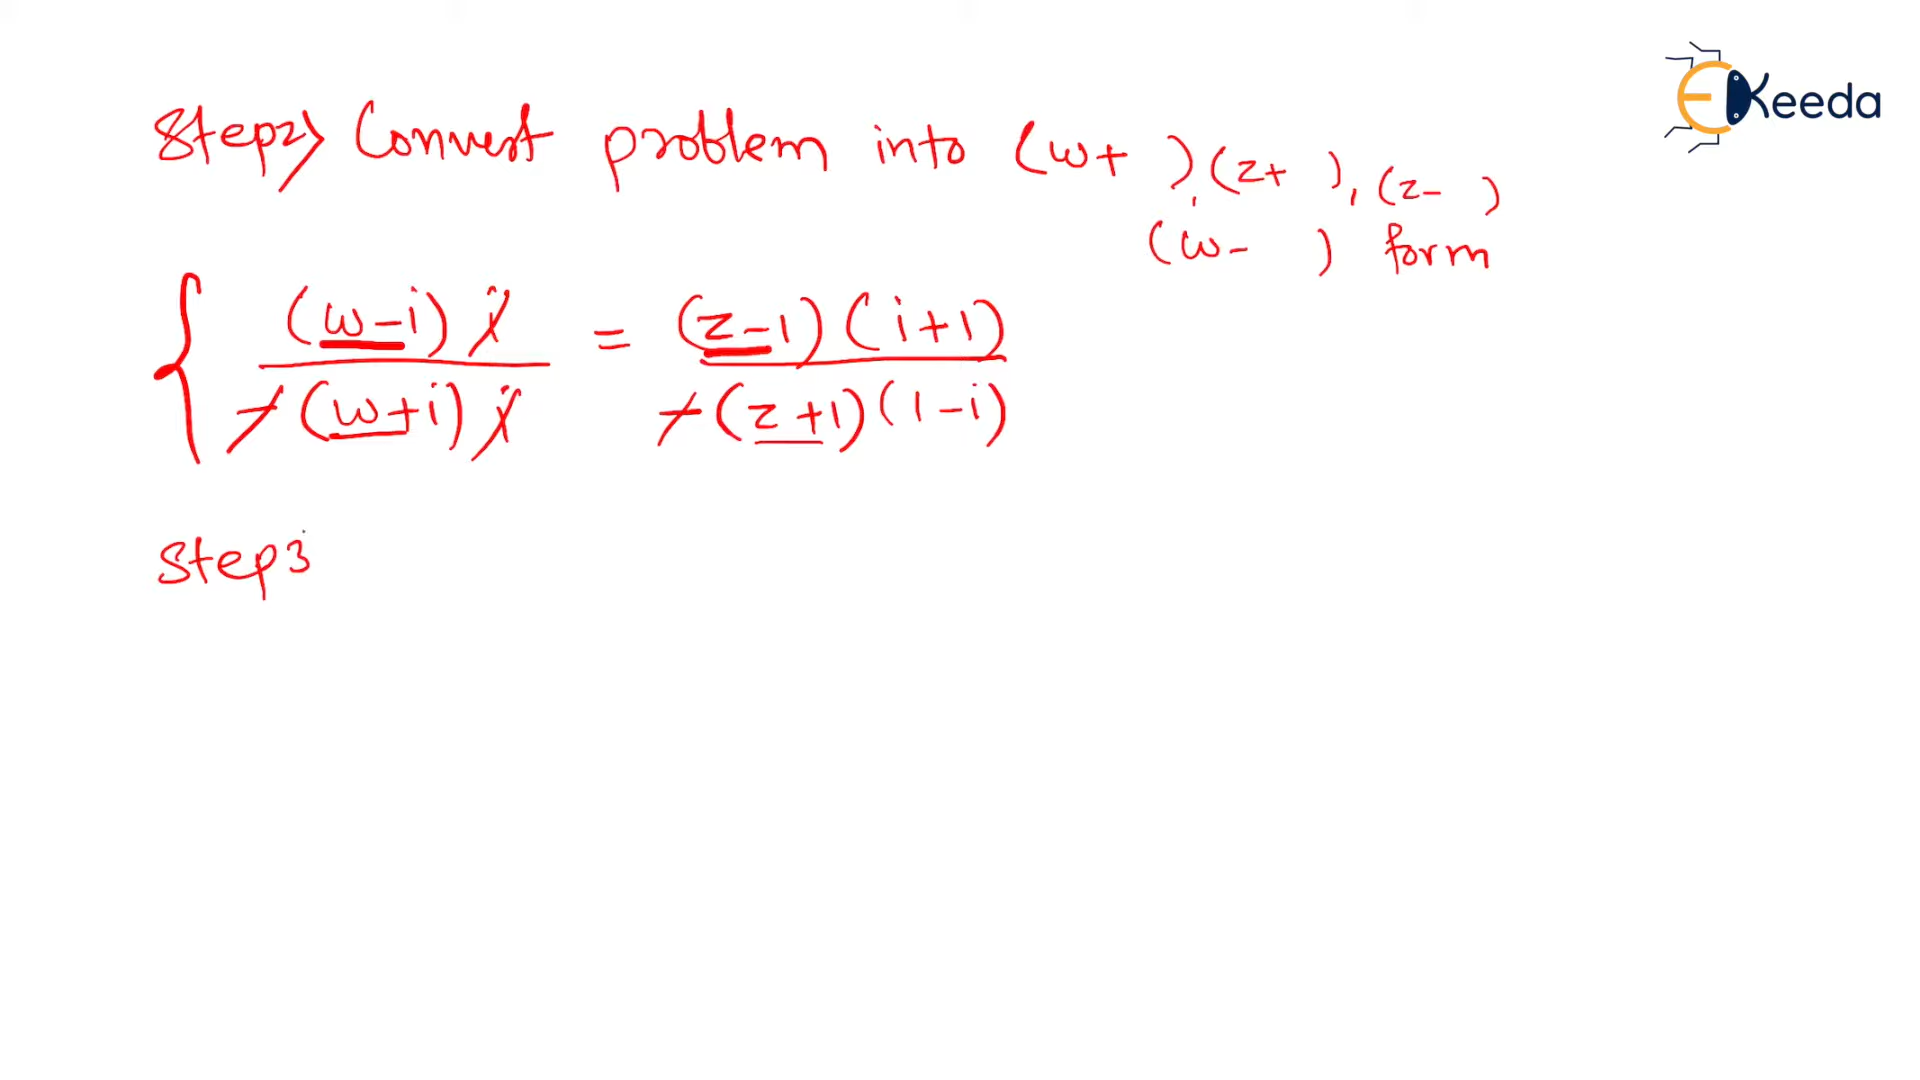 EKeeda
Step2) Convert problem into (w+ ), (z+ ), (z- )
(w- ) form
(w-i) i = (z-1) (i+1)
-(w+i) i -(z+1) (1-i)
Step3